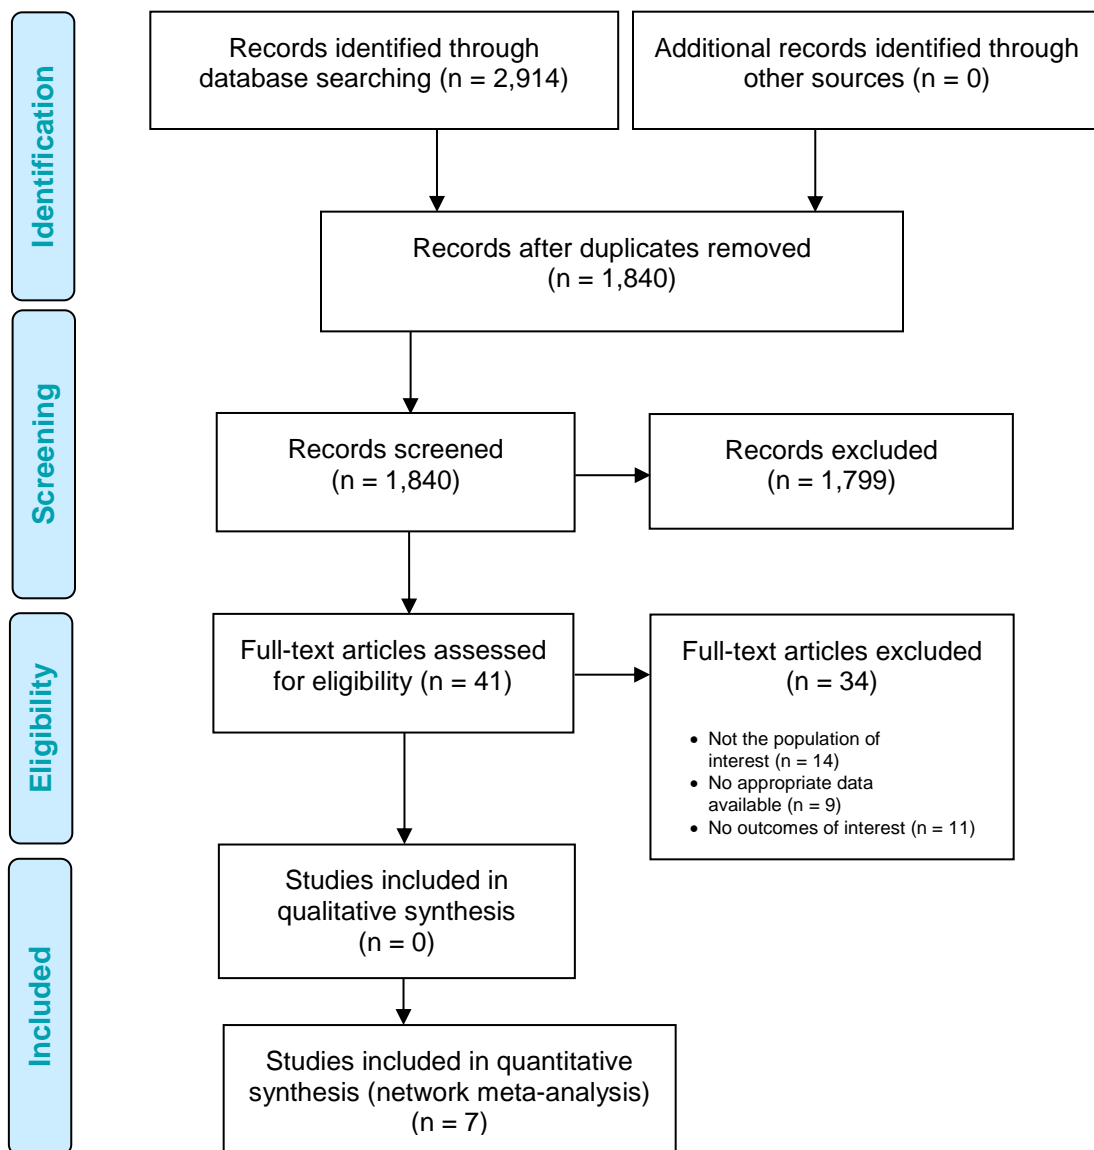 Identification
Records identified through
database searching (n = 2,914)
Additional records identified through
other sources (n = 0)
Records after duplicates removed
(n = 1,840)
Screening
Records screened
(n = 1,840)
Records excluded
(n = 1,799)
Eligibility
Full-text articles assessed
for eligibility (n = 41)
Full-text articles excluded
(n = 34)
• Not the population of
interest (n = 14)
• No appropriate data
available (n = 9)
• No outcomes of interest (n = 11)
Included
Studies included in
qualitative synthesis
(n = 0)
Studies included in quantitative
synthesis (network meta-analysis)
(n = 7)